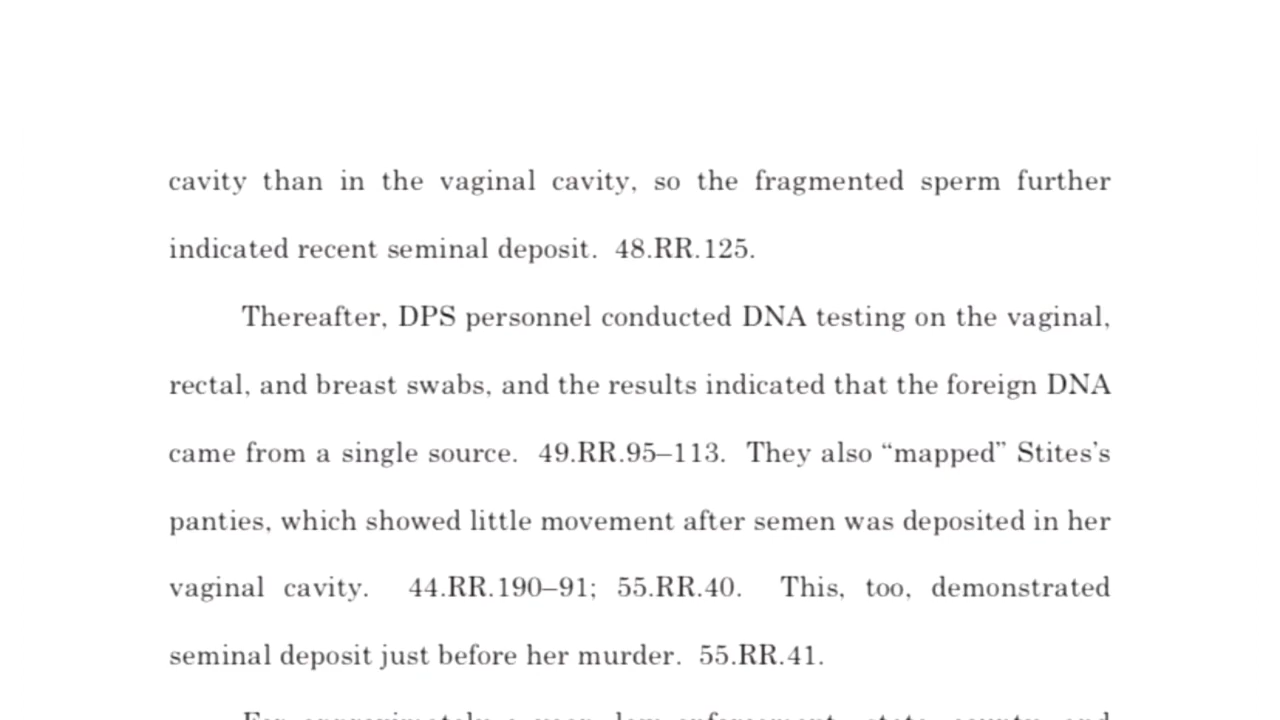 cavity than in the vaginal cavity, so the fragmented sperm further
indicated recent seminal deposit. 48.RR.125.
Thereafter, DPS personnel conducted DNA testing on the vaginal,
rectal, and breast swabs, and the results indicated that the foreign DNA
came from a single source. 49.RR.95–113. They also “mapped” Stites’s
panties, which showed little movement after semen was deposited in her
vaginal cavity. 44.RR.190–91; 55.RR.40. This, too, demonstrated
seminal deposit just before her murder. 55.RR.41.